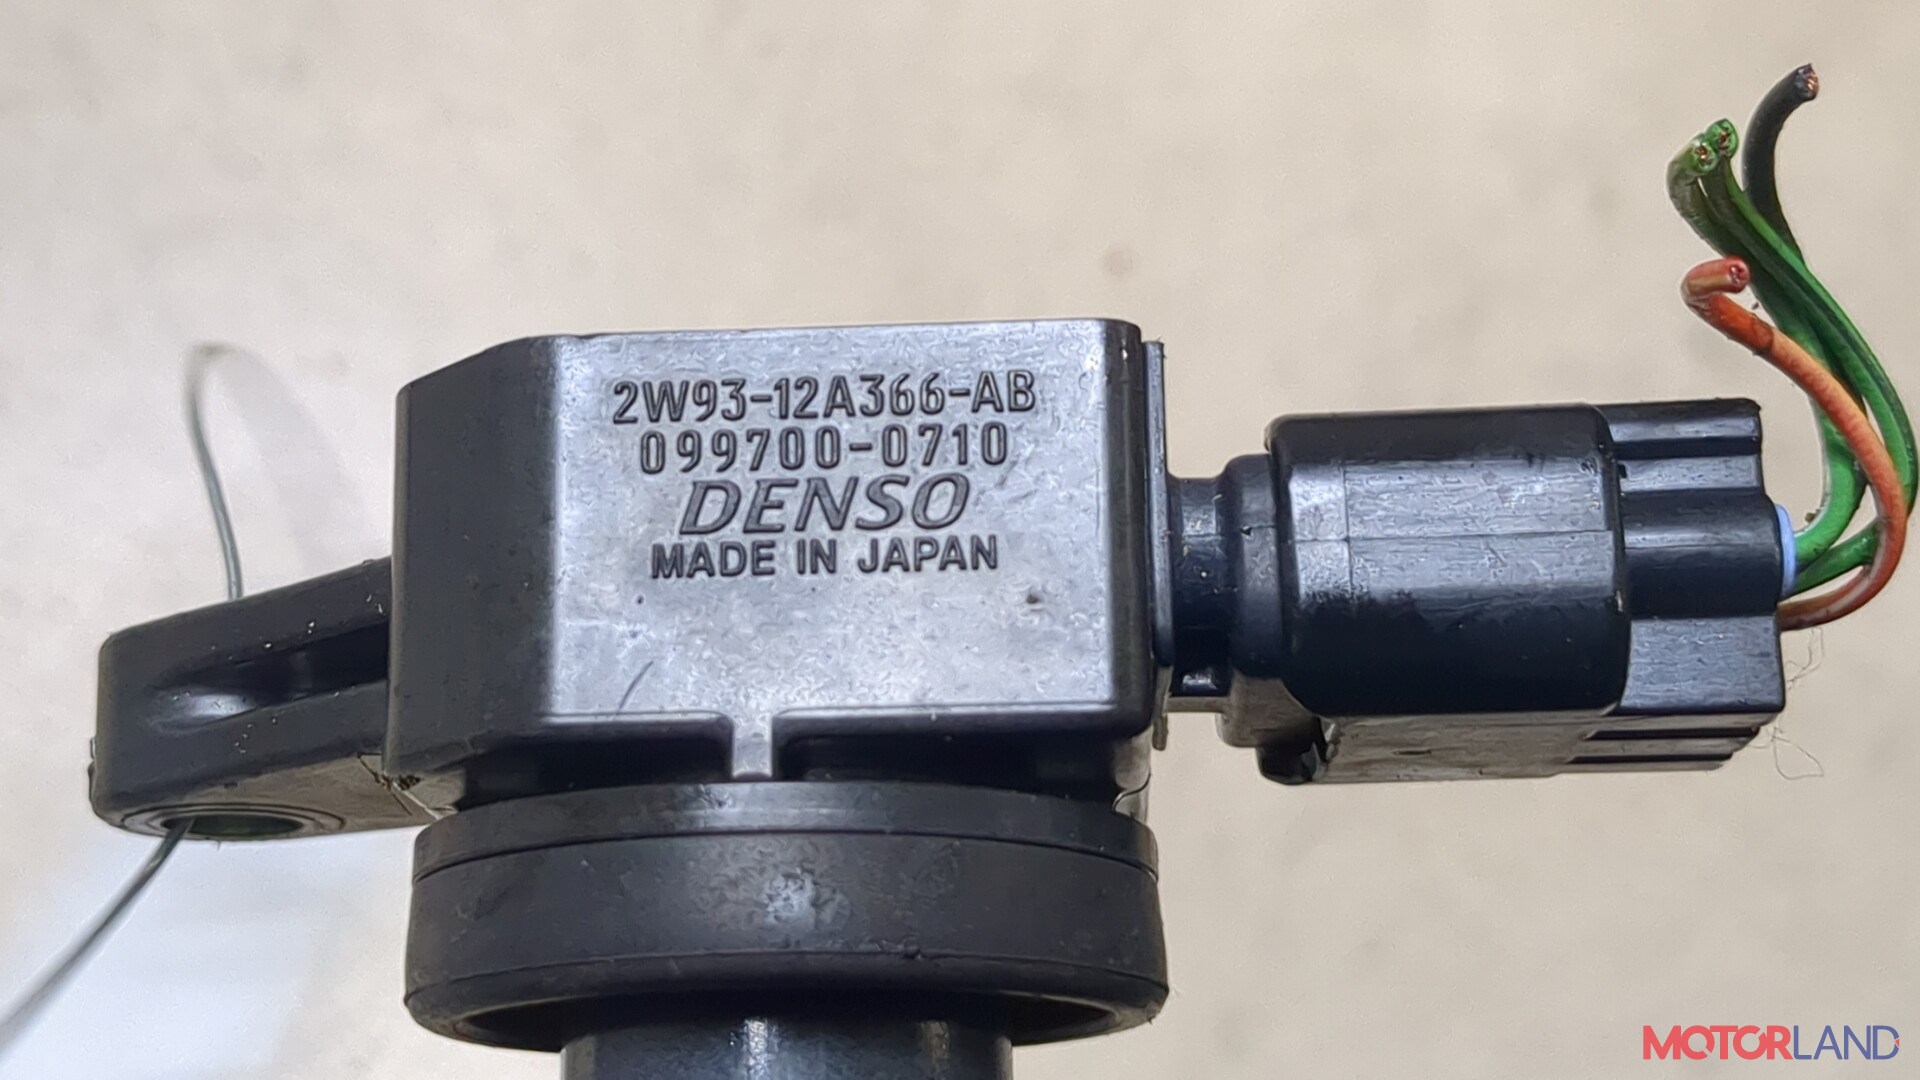 2W93-12A366-AB
099700-0710
DENSO
MADE IN JAPAN
MOTORLAND